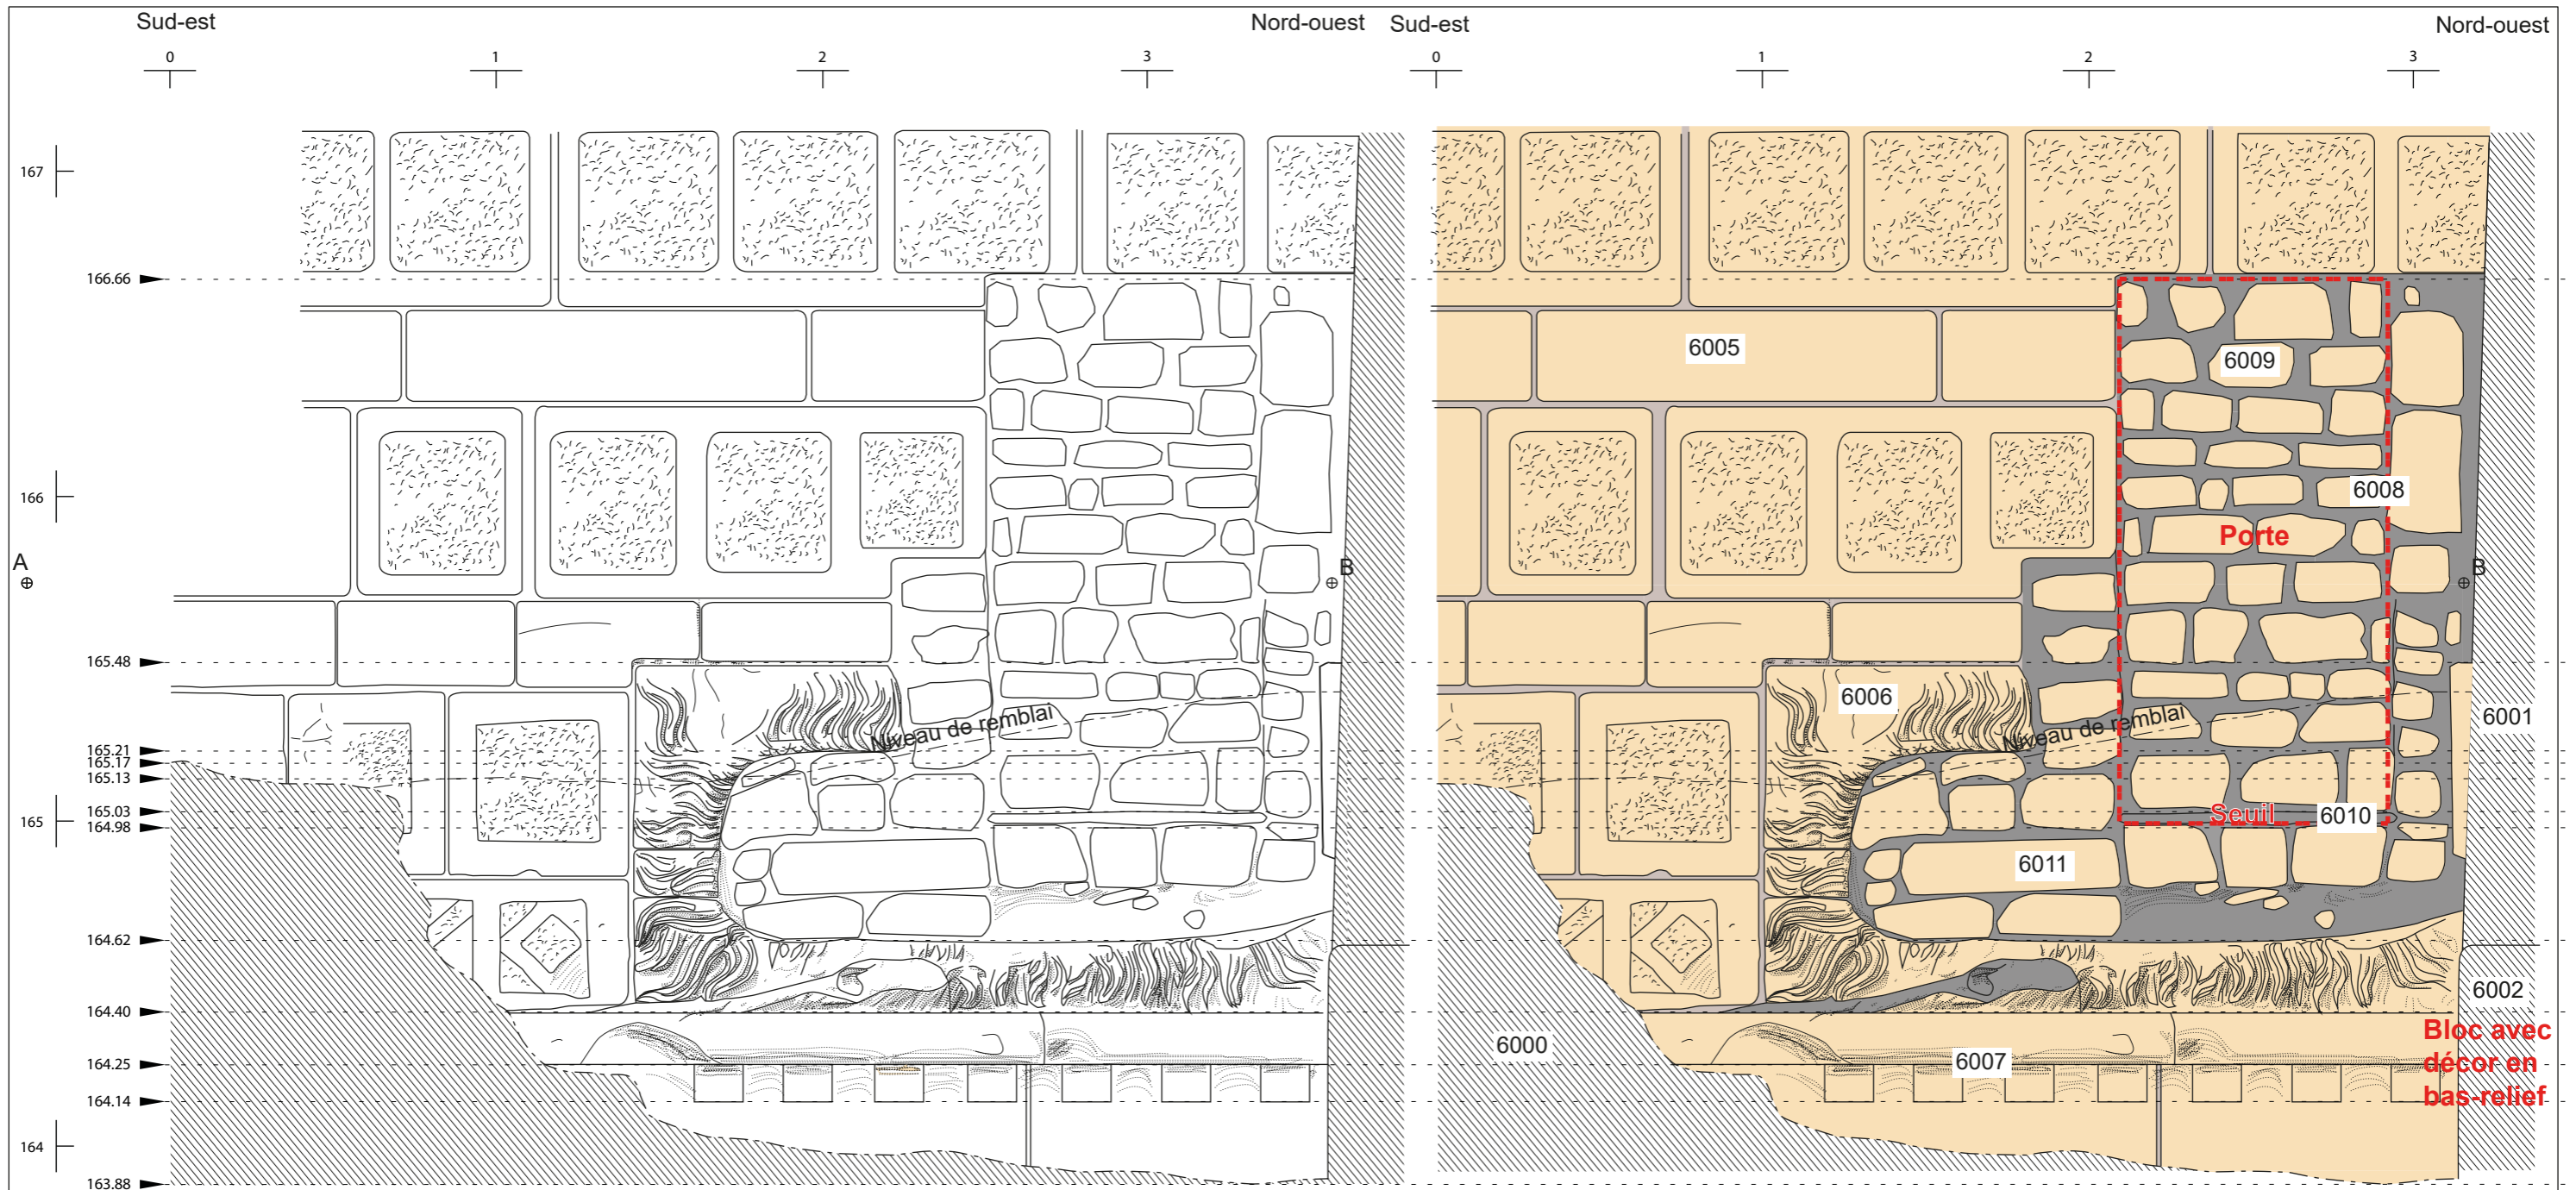 Sud-est
Nord-ouest
Sud-est
Nord-ouest
0
1
2
3
0
1
2
3
167
166.66
6005
6009
166
6008
Porte
A
B
B
165.48
6006
Niveau de remblai
Niveau de remblai
6001
165.21
165.17
165.13
165.03
165
164.98
Seuil
6010
6011
164.62
6002
164.40
6000
6007
Bloc avec
décor en
bas-relief
164.25
164.14
164
163.88